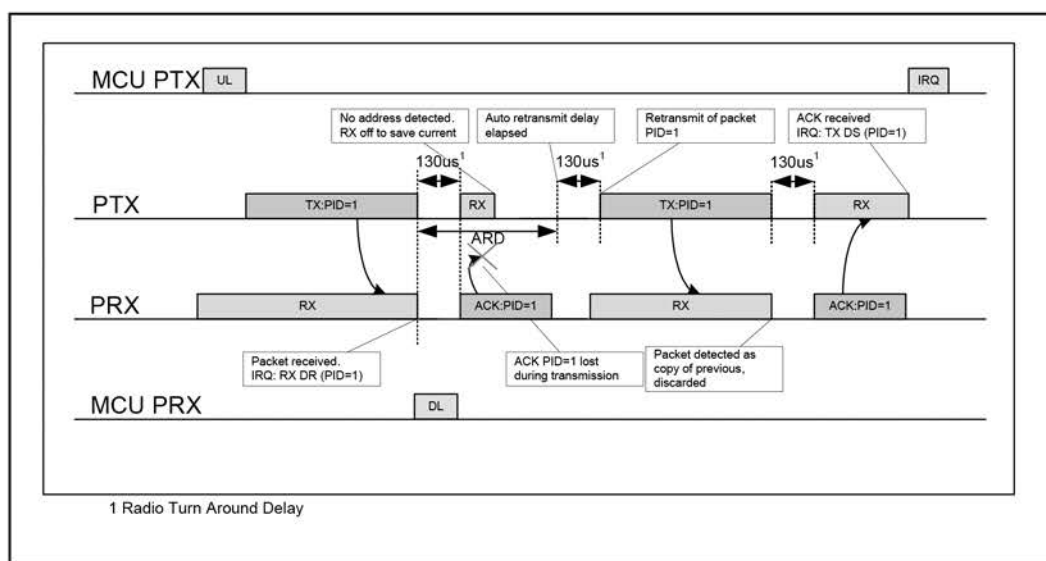 MCU PTX
UL
IRQ
No address detected.
RX off to save current
Auto retransmit delay
elapsed
Retransmit of packet
PID=1
ACK received
IRQ: TX DS (PID=1)
130us1
130us1
130us1
PTX
TX:PID=1
RX
TX:PID=1
RX
ARD
PRX
RX
ACK:PID=1
RX
ACK:PID=1
Packet received.
IRQ: RX DR (PID=1)
ACK PID=1 lost
during transmission
Packet detected as
copy of previous,
discarded
MCU PRX
DL
1 Radio Turn Around Delay